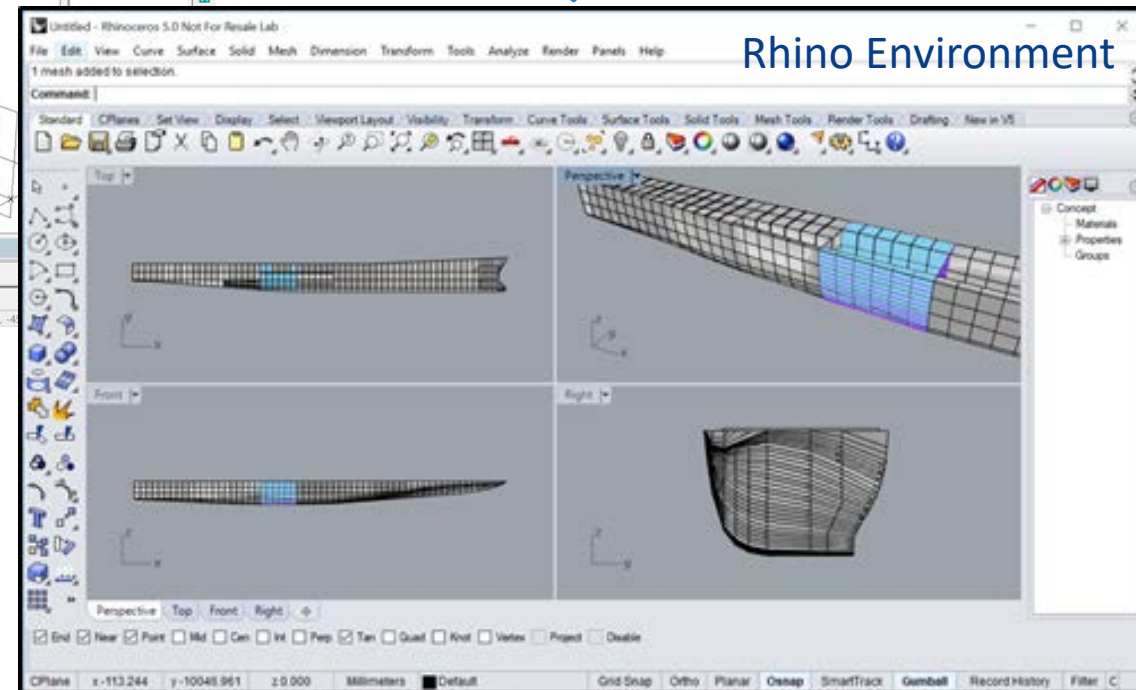 Untitled - Rhinoceros 5.0 Not For Resale Lab
File Edit View Curve Surface Solid Mesh Dimension Transform Tools Analyze Render Panels Help
Rhino Environment
1 mesh added to selection.
Command:
Standard CPlanes Set View Display Select Viewport Layout Visibility Transform Curve Tools Surface Tools Solid Tools Mesh Tools Render Tools Drafting New in V5
Top
Perspective
Concept
Materials
Properties
Groups
y
x
z
y
x
Front
Right
z
x
z
y
Perspective Top Front Right
End Near Point Mid Cen Int Perp Tan Quad Knot Vertex Project Disable
CPlane x -113.244 y -10045.961 z 0.000 Millimeters Default Grid Snap Ortho Planar Osnap SmartTrack Gumball Record History Filter C